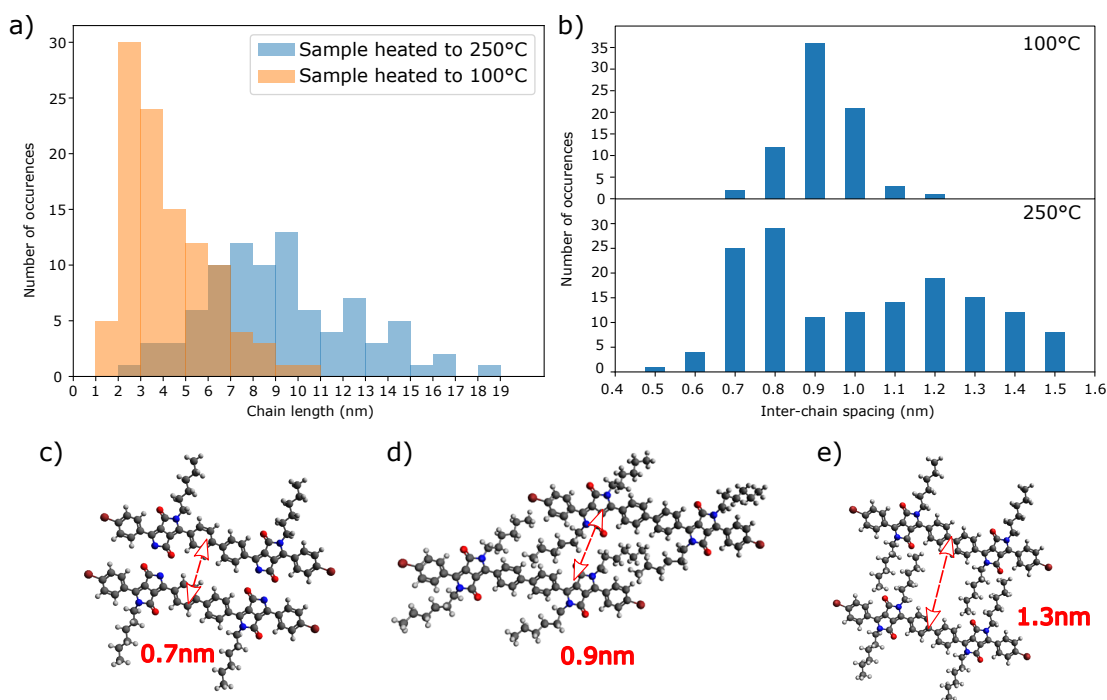 a)
Number of occurences
30
25
20
15
10
5
0
Sample heated to 250°C
Sample heated to 100°C
0 1 2 3 4 5 6 7 8 9 10 11 12 13 14 15 16 17 18 19
Chain length (nm)
b)
Number of occurences
35
30
25
20
15
10
5
0
100°C
30
25
20
15
10
5
0
250°C
0.4 0.5 0.6 0.7 0.8 0.9 1.0 1.1 1.2 1.3 1.4 1.5 1.6
Inter-chain spacing (nm)
c)
0.7nm
d)
0.9nm
e)
1.3nm